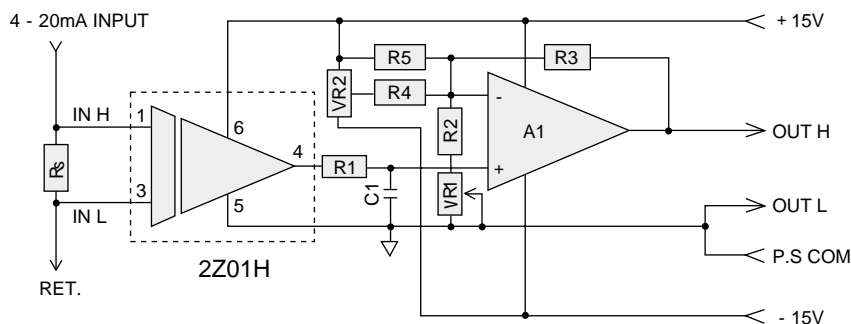 4 - 20mA INPUT
+ 15V
R5
R3
VR2
R4
IN H
1
6
-
R2
A1
OUT H
Rs
4
R1
+
3
5
C1
VR1
OUT L
IN L
2Z01H
P.S COM
RET.
- 15V